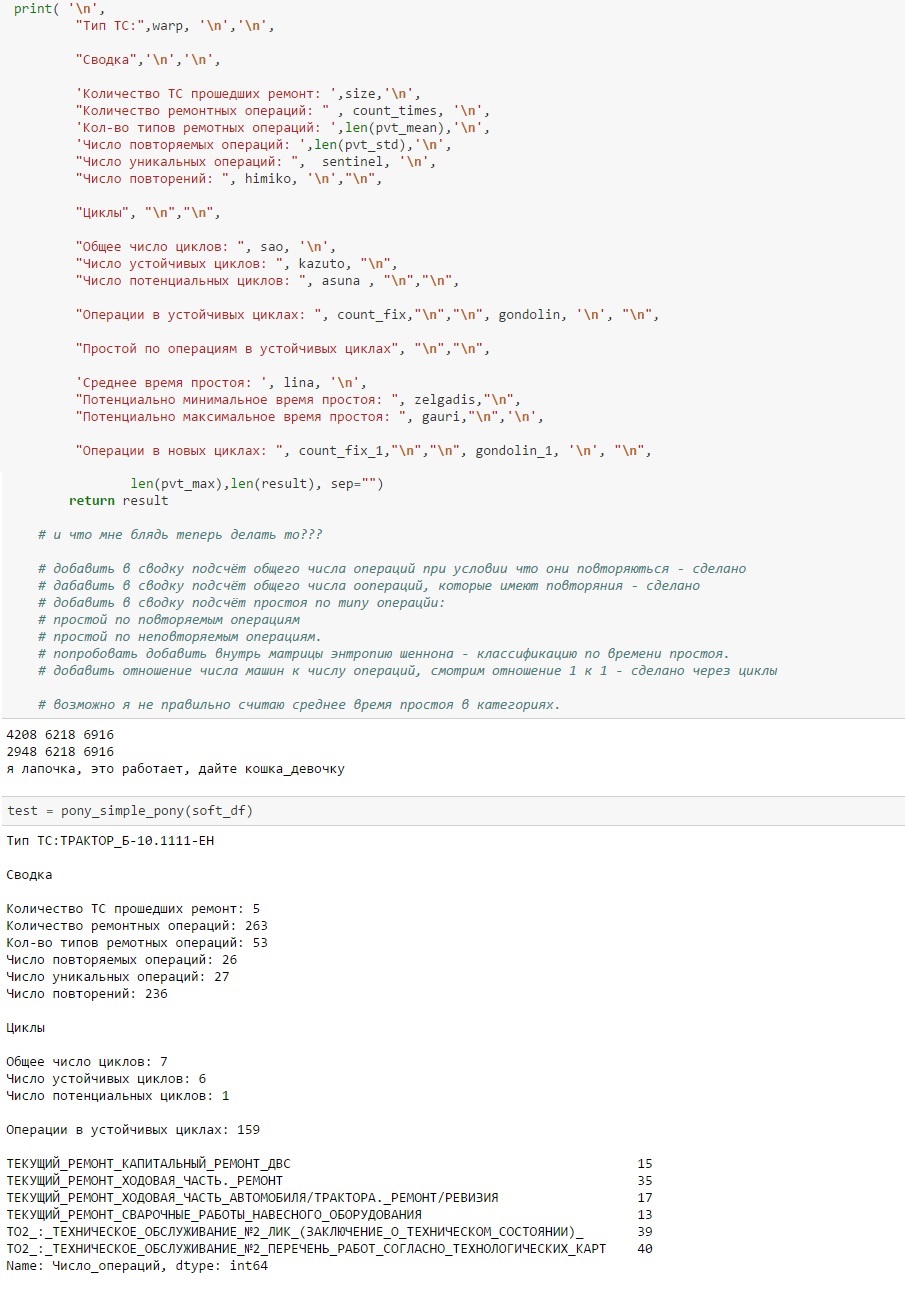 print( '\n',
"Тип ТС:",warp, '\n','\n',
"Сводка",'\n','\n',
'Количество ТС прошедших ремонт: ',size,'\n',
"Количество ремонтных операций: " , count_times, '\n',
'Кол-во типов ремотных операций: ',len(pvt_mean),'\n',
'Число повторяемых операций: ',len(pvt_std),'\n',
"Число уникальных операций: ", sentinel, '\n',
"Число повторений: ", himiko, '\n',"\n",
"Циклы", "\n","\n",
"Общее число циклов: ", sao, '\n',
"Число устойчивых циклов: ", kazuto, "\n",
"Число потенциальных циклов: ", asuna , "\n","\n",
"Операции в устойчивых циклах: ", count_fix,"\n","\n", gondolin, '\n', "\n",
"Простой по операциям в устойчивых циклах", "\n","\n",
'Среднее время простоя: ', lina, '\n',
"Потенциально минимальное время простоя: ", zelgadis,"\n",
"Потенциально максимальное время простоя: ", gauri,"\n",'\n',
"Операции в новых циклах: ", count_fix_1,"\n","\n", gondolin_1, '\n', "\n",
len(pvt_max),len(result), sep="")
return result
# и что мне блядь теперь делать то???
# добавить в сводку подсчёт общего числа операций при условии что они повторяються - сделано
# дабавить в сводку подсчёт общего числа оопераций, которые имеют повторяния - сделано
# добавить в сводку подсчёт простоя по типу операций:
# простой по повторяемым операциям
# простой по неповторяемым операциям.
# попробовать добавить внутрь матрицы энтропию шеннона - классификацию по времени простоя.
# добавить отношение числа машин к числу операций, смотрим отношение 1 к 1 - сделано через циклы
# возможно я не правильно считаю среднее время простоя в категориях.
4208 6218 6916
2948 6218 6916
я лапочка, это работает, дайте кошка_девочку
test = pony_simple_pony(soft_df)
Тип ТС:ТРАКТОР_Б-10.1111-ЕН
Сводка
Количество ТС прошедших ремонт: 5
Количество ремонтных операций: 263
Кол-во типов ремотных операций: 53
Число повторяемых операций: 26
Число уникальных операций: 27
Число повторений: 236
Циклы
Общее число циклов: 7
Число устойчивых циклов: 6
Число потенциальных циклов: 1
Операции в устойчивых циклах: 159
ТЕКУЩИЙ_РЕМОНТ_КАПИТАЛЬНЫЙ_РЕМОНТ_ДВС 15
ТЕКУЩИЙ_РЕМОНТ_ХОДОВАЯ_ЧАСТЬ._РЕМОНТ 35
ТЕКУЩИЙ_РЕМОНТ_ХОДОВАЯ_ЧАСТЬ_АВТОМОБИЛЯ/ТРАКТОРА._РЕМОНТ/РЕВИЗИЯ 17
ТЕКУЩИЙ_РЕМОНТ_СВАРОЧНЫЕ_РАБОТЫ_НАВЕСНОГО_ОБОРУДОВАНИЯ 13
ТО2_:_ТЕХНИЧЕСКОЕ_ОБСЛУЖИВАНИЕ_№2_ЛИК_(ЗАКЛЮЧЕНИЕ_О_ТЕХНИЧЕСКОМ_СОСТОЯНИИ)_ 39
ТО2_:_ТЕХНИЧЕСКОЕ_ОБСЛУЖИВАНИЕ_№2_ПЕРЕЧЕНЬ_РАБОТ_СОГЛАСНО_ТЕХНОЛОГИЧЕСКИХ_КАРТ 40
Name: Число_операций, dtype: int64